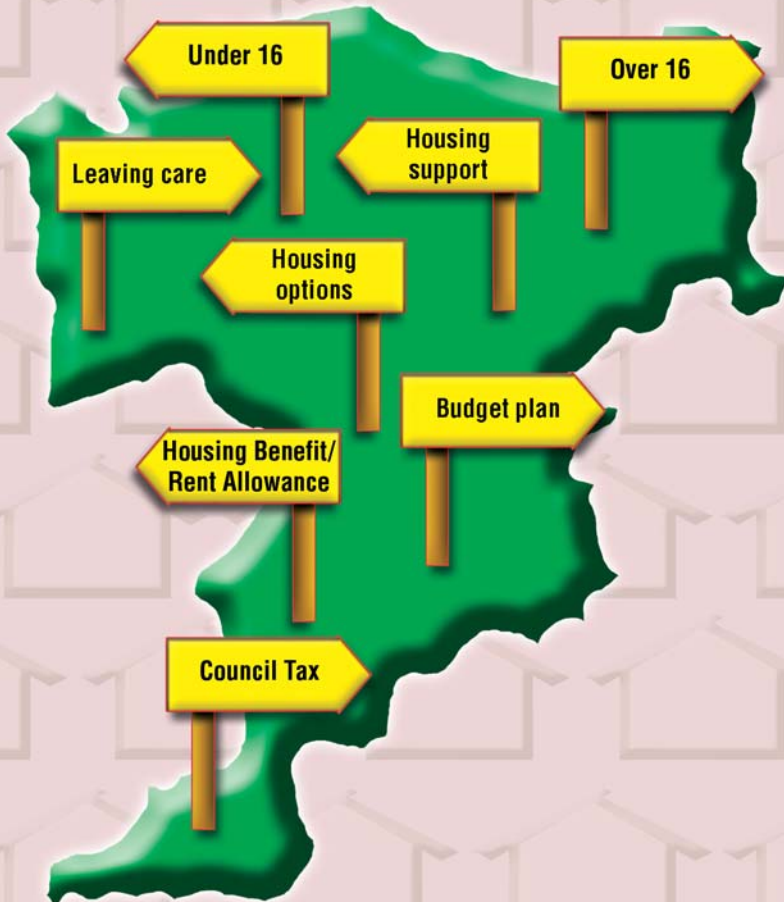 Under 16
Over 16
Leaving care
Housing
support
Housing
options
Budget plan
Housing Benefit/
Rent Allowance
Council Tax